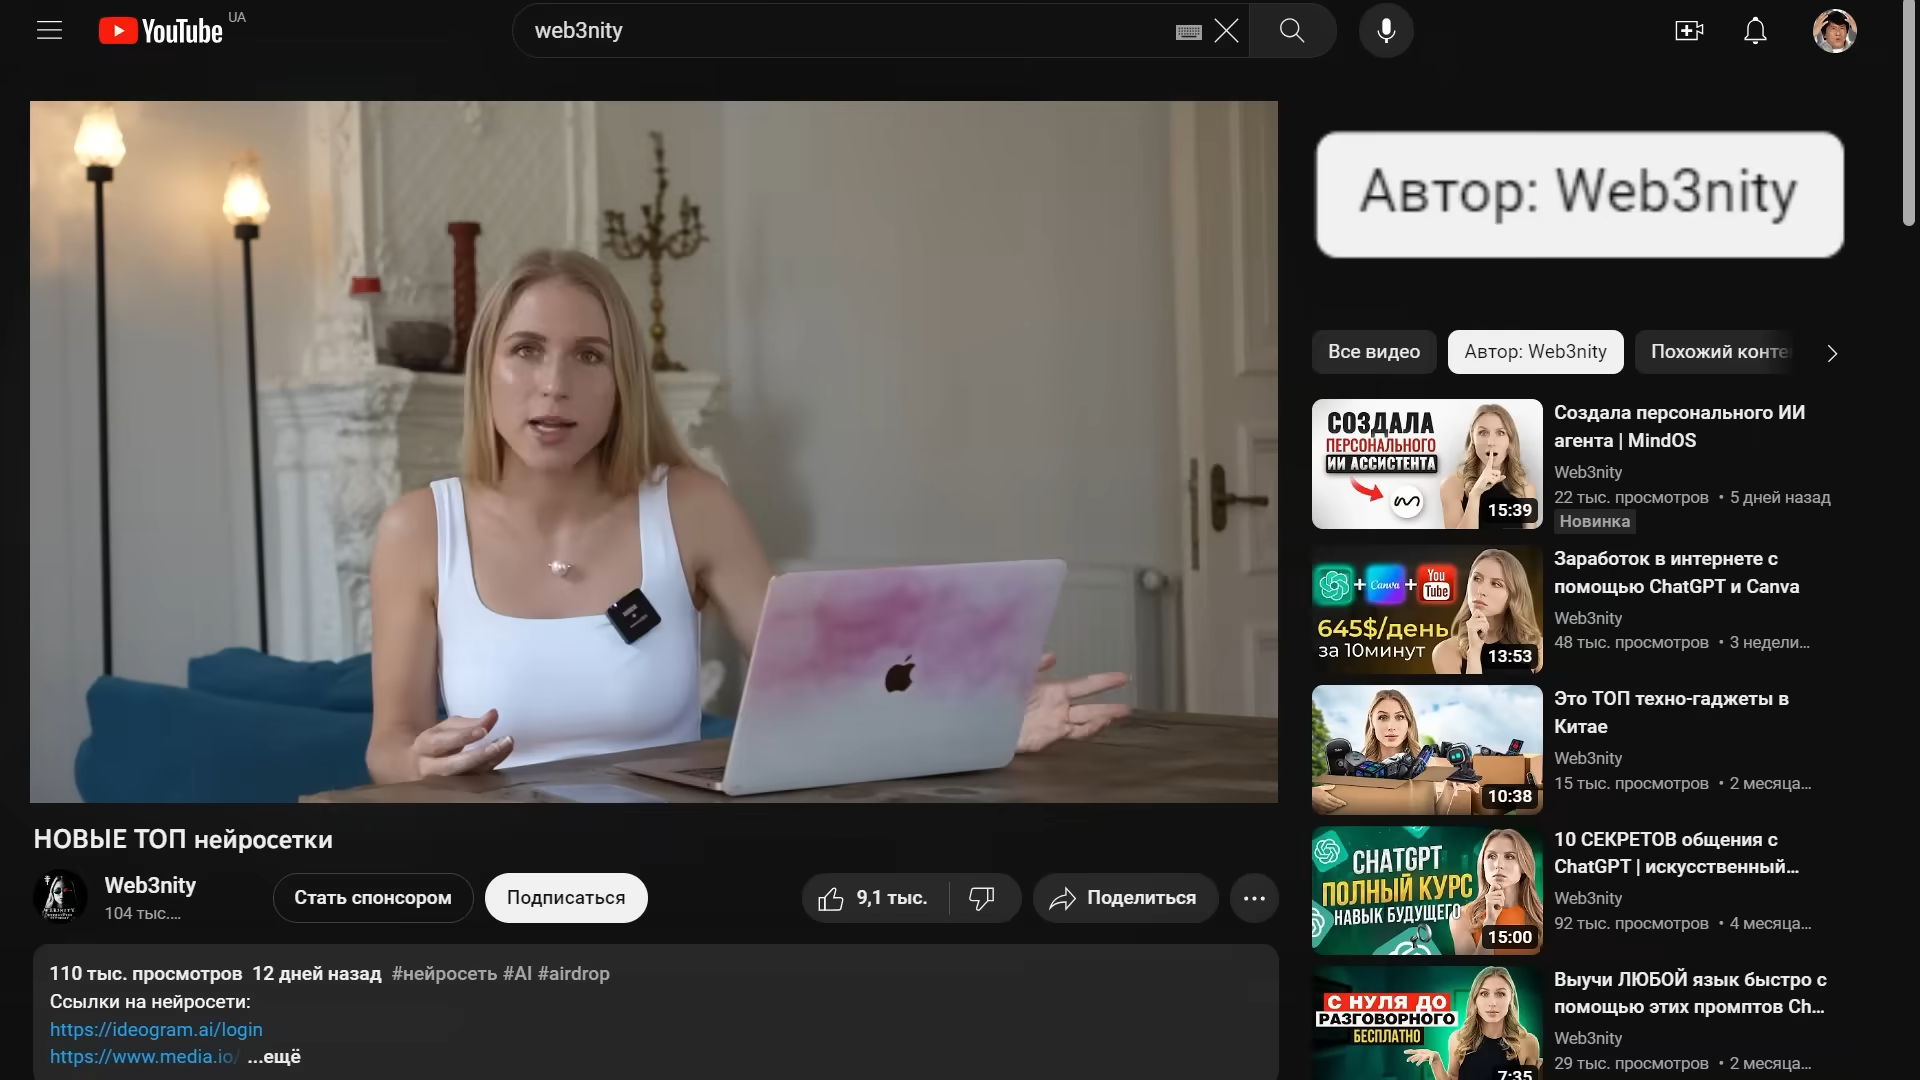 YouTube UA
web3nity
Автор: Web3nity
Все видео
Автор: Web3nity
Похожий конте
СОЗДАЛА
ПЕРСОНАЛЬНОГО
ИИ АССИСТЕНТА
15:39
Создала персонального ИИ
агента | MindOS
Web3nity
22 тыс. просмотров • 5 дней назад
Новинка
+ Canva + You
Tube
645$/день
за 10минут
13:53
Заработок в интернете с
помощью ChatGPT и Canva
Web3nity
48 тыс. просмотров • 3 недели...
10:38
Это ТОП техно-гаджеты в
Китае
Web3nity
15 тыс. просмотров • 2 месяца...
CHATGPT
ПОЛНЫЙ КУРС
НАВЫК БУДУЩЕГО
15:00
10 СЕКРЕТОВ общения с
ChatGPT | искусственный...
Web3nity
92 тыс. просмотров • 4 месяца...
С НУЛЯ ДО
РАЗГОВОРНОГО
БЕСПЛАТНО
7:35
Выучи ЛЮБОЙ язык быстро с
помощью этих промптов Ch...
Web3nity
29 тыс. просмотров • 2 месяца...
НОВЫЕ ТОП нейросетки
Web3nity
104 тыс....
Стать спонсором
Подписаться
9,1 тыс.
Поделиться
110 тыс. просмотров 12 дней назад #нейросеть #AI #airdrop
Ссылки на нейросети:
https://ideogram.ai/login
https://www.media.io/ ...ещё